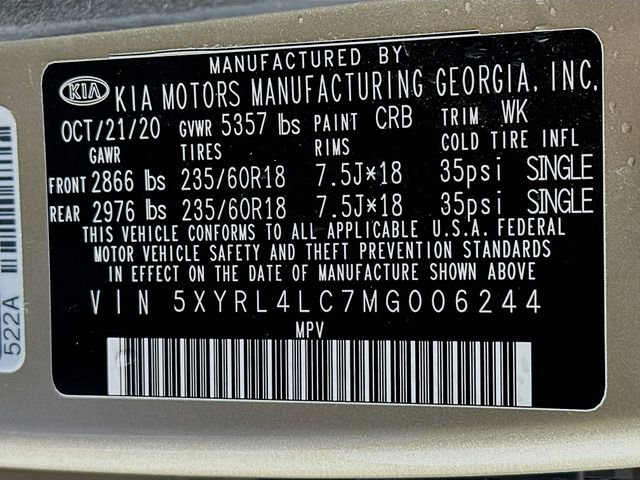 MANUFACTURED BY
KIA KIA MOTORS MANUFACTURING GEORGIA, INC.
OCT/21/20 GVWR 5357 lbs PAINT CRB TRIM WK
GAWR TIRES RIMS COLD TIRE INFL
FRONT 2866 lbs 235/60R18 7.5J*18 35psi SINGLE
REAR 2976 lbs 235/60R18 7.5J*18 35psi SINGLE
THIS VEHICLE CONFORMS TO ALL APPLICABLE U.S.A. FEDERAL
MOTOR VEHICLE SAFETY AND THEFT PREVENTION STANDARDS
IN EFFECT ON THE DATE OF MANUFACTURE SHOWN ABOVE.
VIN 5XYRL4LC7MG006244
MPV
522A